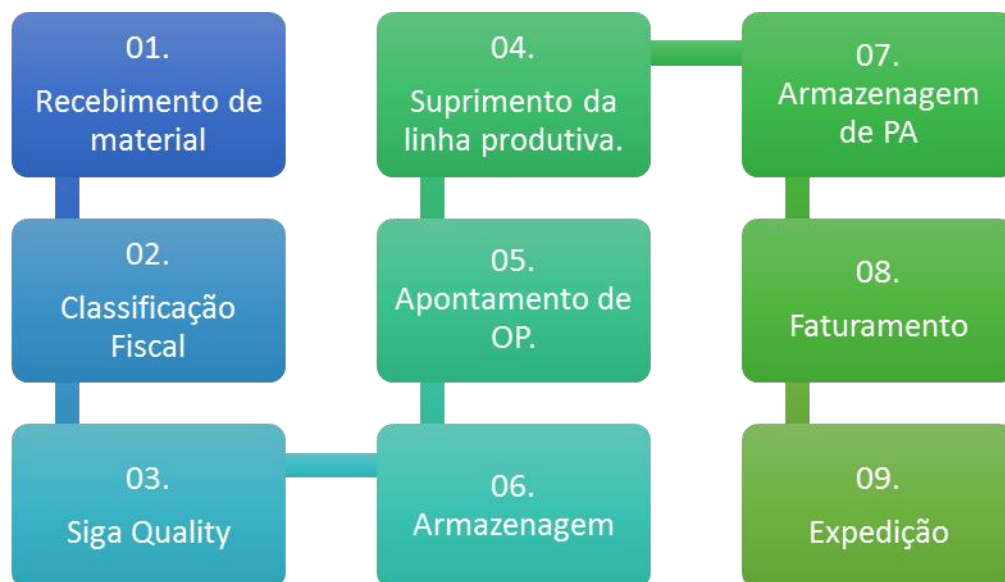 01.
Recebimento de
material
02.
Classificação
Fiscal
03.
Siga Quality
04.
Suprimento da
linha produtiva.
05.
Apontamento de
OP.
06.
Armazenagem
07.
Armazenagem
de PA
08.
Faturamento
09.
Expedição